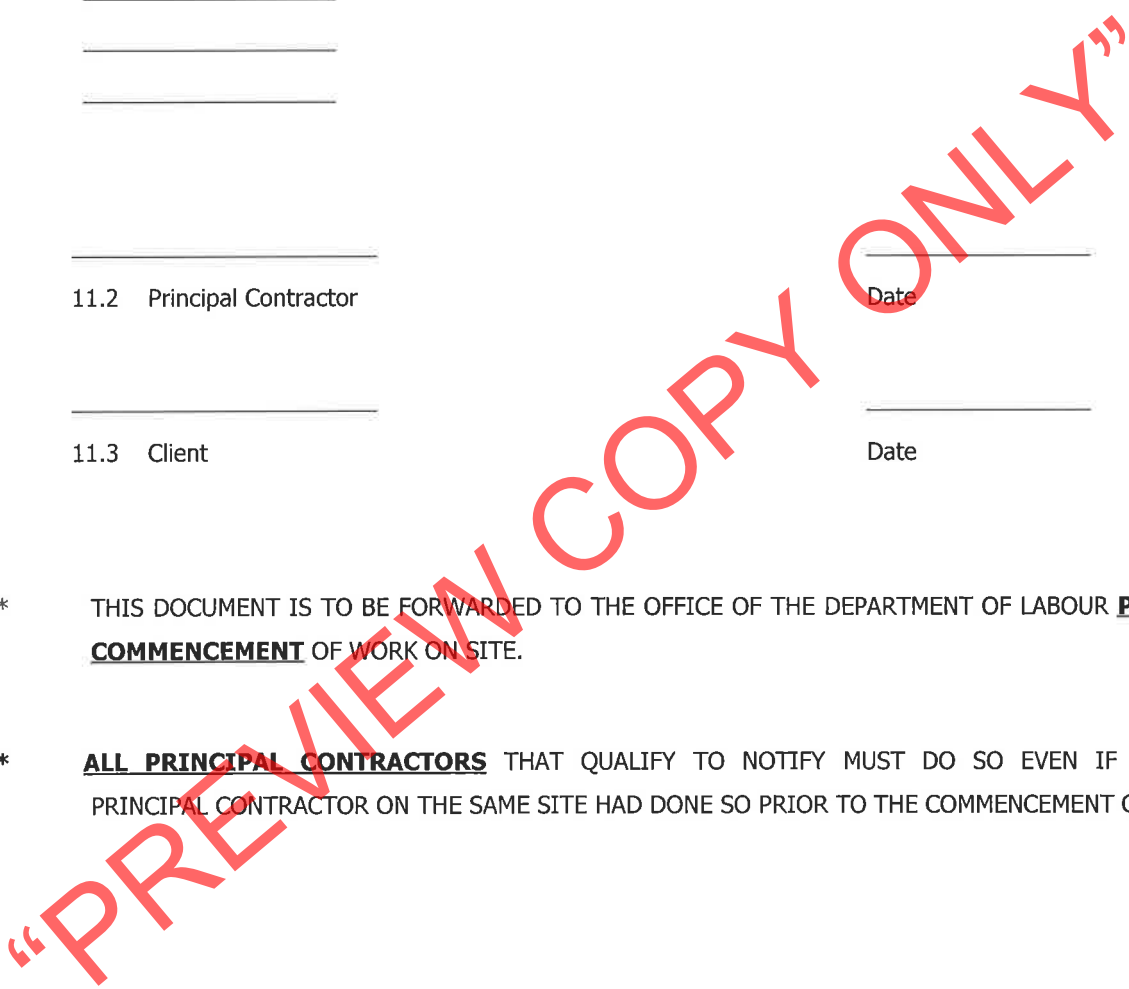 11.2 Principal Contractor Date
11.3 Client Date
* THIS DOCUMENT IS TO BE FORWARDED TO THE OFFICE OF THE DEPARTMENT OF LABOUR
COMMENCEMENT OF WORK ON SITE.
* ALL PRINCIPAL CONTRACTORS THAT QUALIFY TO NOTIFY MUST DO SO EVEN IF
PRINCIPAL CONTRACTOR ON THE SAME SITE HAD DONE SO PRIOR TO THE COMMENCEMENT
“PREVIEW COPY ONLY”